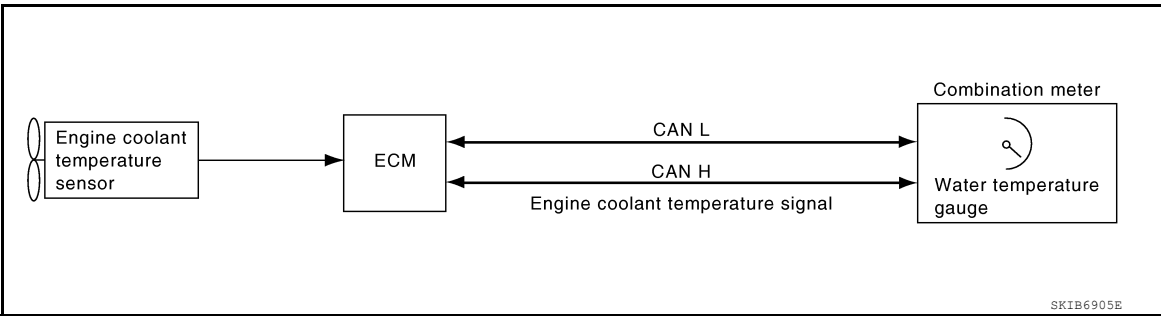 Combination meter
Engine coolant
temperature
sensor
ECM
CAN L
CAN H
Engine coolant temperature signal
Water temperature
gauge
SKIB6905E